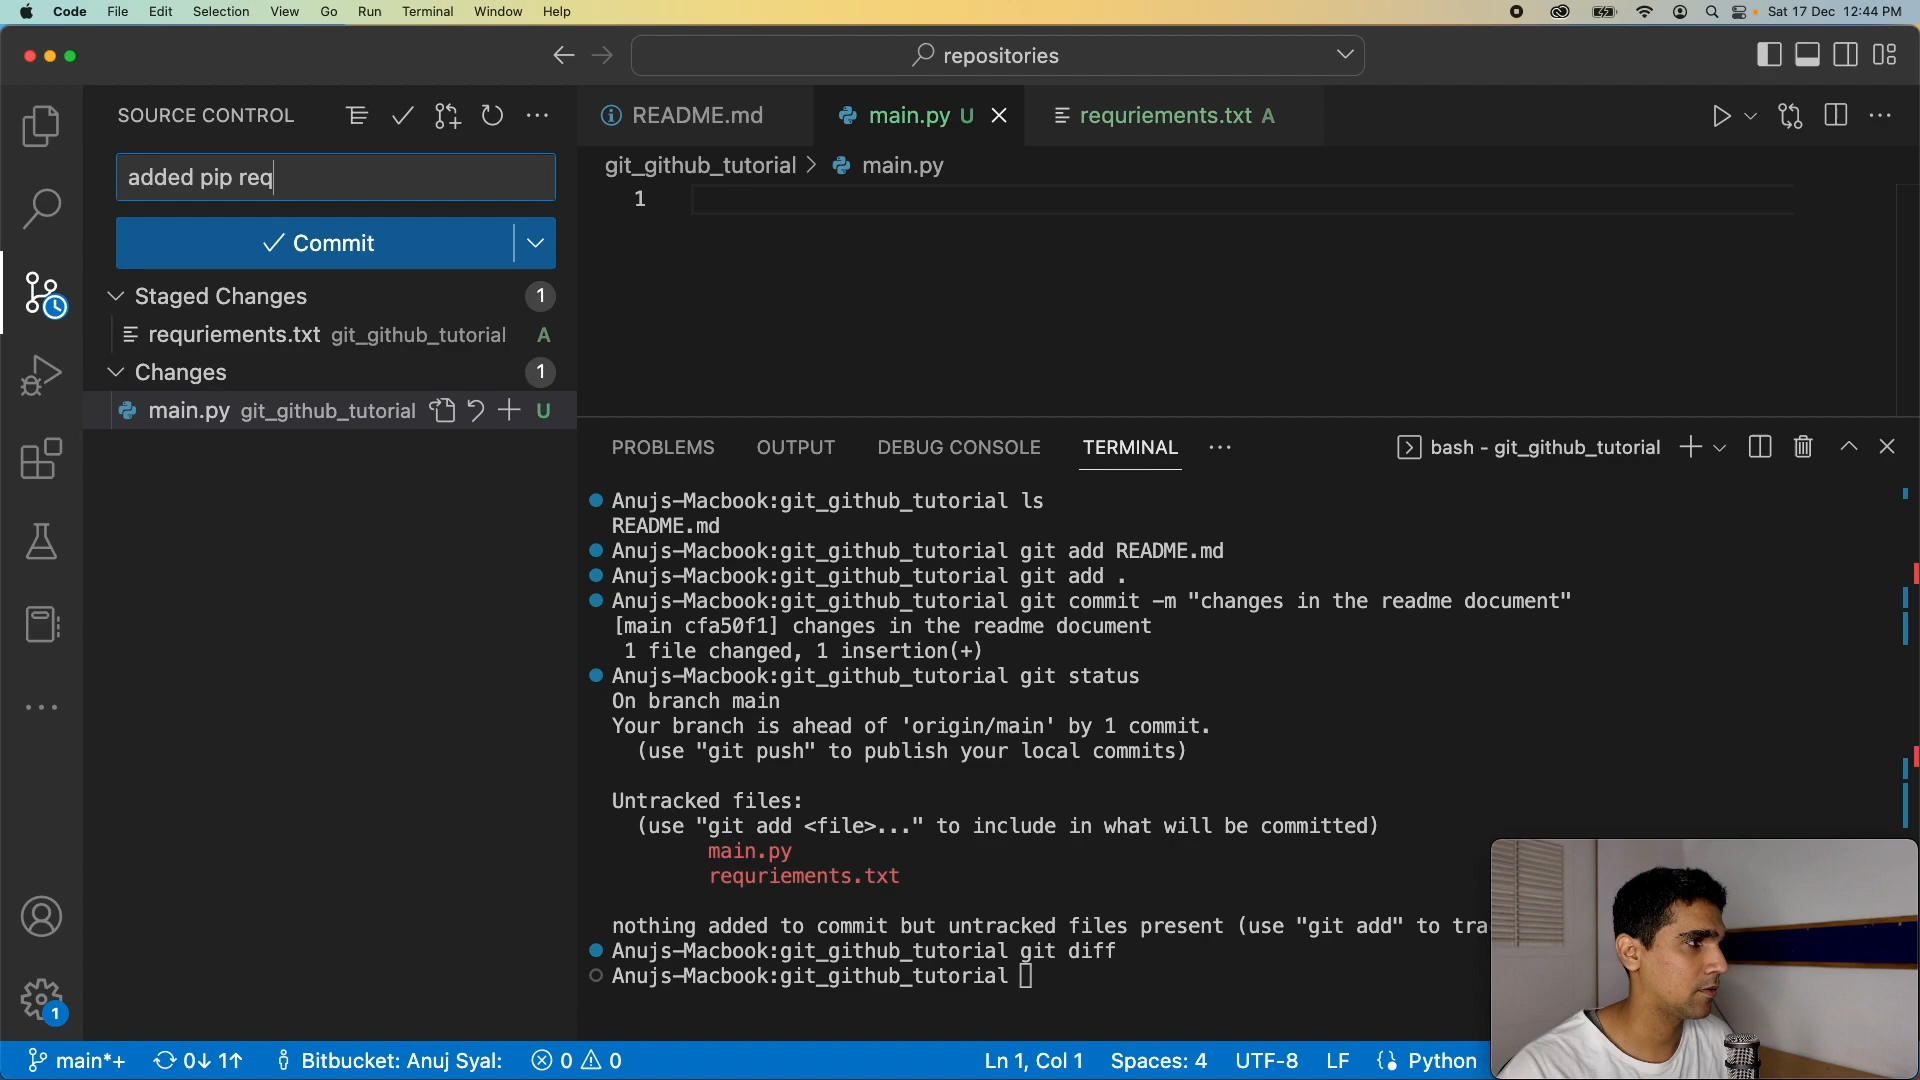 Code File Edit Selection View Go Run Terminal Window Help Sat 17 Dec 12:44 PM
repositories
SOURCE CONTROL
added pip req
Commit
Staged Changes 1
requriements.txt git_github_tutorial A
Changes 1
main.py git_github_tutorial U
README.md main.py U requriements.txt A
git_github_tutorial > main.py
1
PROBLEMS OUTPUT DEBUG CONSOLE TERMINAL bash - git_github_tutorial
Anujs-Macbook:git_github_tutorial ls
README.md
Anujs-Macbook:git_github_tutorial git add README.md
Anujs-Macbook:git_github_tutorial git add .
Anujs-Macbook:git_github_tutorial git commit -m "changes in the readme document"
[main cfa50f1] changes in the readme document
1 file changed, 1 insertion(+)
Anujs-Macbook:git_github_tutorial git status
On branch main
Your branch is ahead of 'origin/main' by 1 commit.
(use "git push" to publish your local commits)
Untracked files:
(use "git add <file>..." to include in what will be committed)
main.py
requriements.txt
nothing added to commit but untracked files present (use "git add" to tra
Anujs-Macbook:git_github_tutorial git diff
Anujs-Macbook:git_github_tutorial
1
main*+ 0↓ 1↑ Bitbucket: Anuj Syal: 0 0 Ln 1, Col 1 Spaces: 4 UTF-8 LF Python